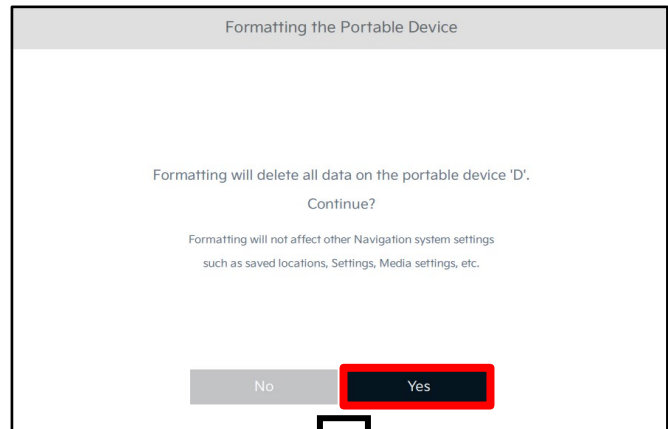 Formatting the Portable Device
Formatting will delete all data on the portable device 'D'.
Continue?
Formatting will not affect other Navigation system settings
such as saved locations, Settings, Media settings, etc.
No
Yes